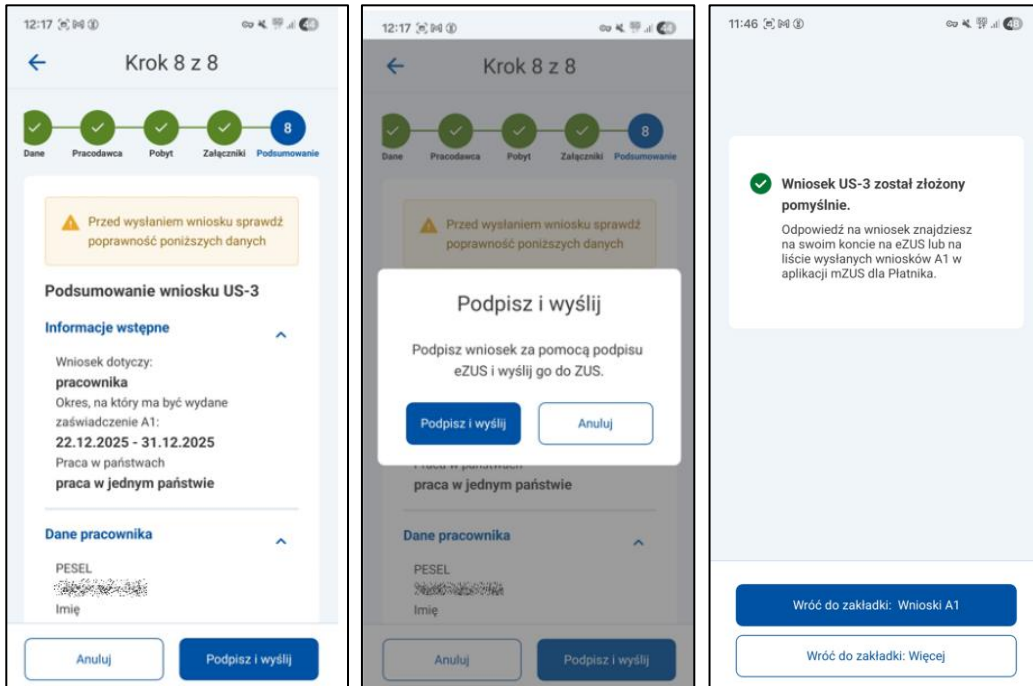 12:17
Krok 8 z 8
8
Dane Pracodawca Pobyt Załączniki Podsumowanie
Przed wysłaniem wniosku sprawdź
poprawność poniższych danych
Podsumowanie wniosku US-3
Informacje wstępne
Wniosek dotyczy:
pracownika
Okres, na który ma być wydane
zaświadczenie A1:
22.12.2025 - 31.12.2025
Praca w państwach
praca w jednym państwie
Dane pracownika
PESEL
Imię
Anuluj Podpisz i wyślij
12:17
Krok 8 z 8
8
Dane Pracodawca Pobyt Załączniki Podsumowanie
Przed wysłaniem wniosku sprawdź
poprawność poniższych danych
Podpisz i wyślij
Podpisz wniosek za pomocą podpisu
eZUS i wyślij go do ZUS.
Podpisz i wyślij Anuluj
Praca w państwach
praca w jednym państwie
Dane pracownika
PESEL
Imię
Anuluj Podpisz i wyślij
11:46
Wniosek US-3 został złożony
pomyślnie.
Odpowiedź na wniosek znajdziesz
na swoim koncie na eZUS lub na
liście wysłanych wniosków A1 w
aplikacji mZUS dla Płatnika.
Wróć do zakładki: Wnioski A1
Wróć do zakładki: Więcej